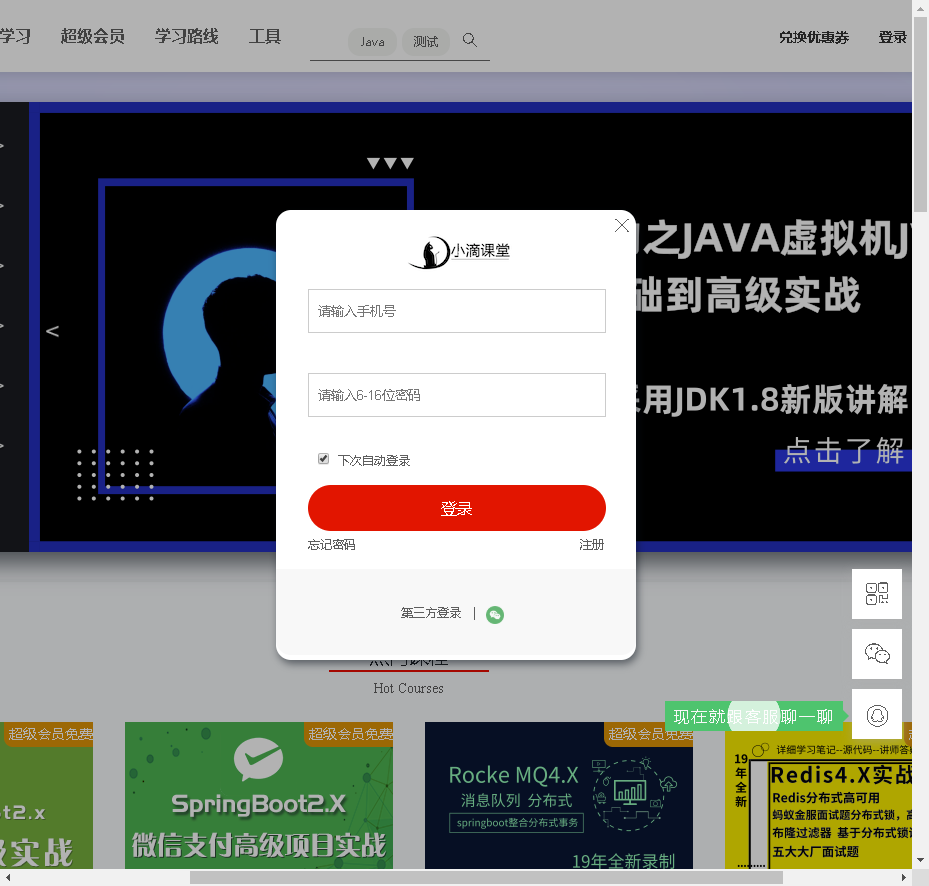 学习 超级会员 学习路线 工具 Java 测试 兑换优惠券 登录
小滴课堂
请输入手机号
请输入6-16位密码
下次自动登录
登录
忘记密码 注册
第三方登录 |
之JAVA虚拟机
础到高级实战
采用JDK1.8新版讲解
点击了解
热门课程
Hot Courses
现在就跟客服聊一聊
超级会员免费
ot2.x
级实战
超级会员免费
SpringBoot2.X
微信支付高级项目实战
超级会员免费
Rocke MQ4.X
消息队列 分布式
springboot整合分布式事务
19年全新录制
19年全新
详细学习笔记--源代码--讲师答
Redis4.X实战
Redis分布式高可用
蚂蚁金服面试题分布式锁，高
布隆过滤器 基于分布式锁
五大大厂面试题